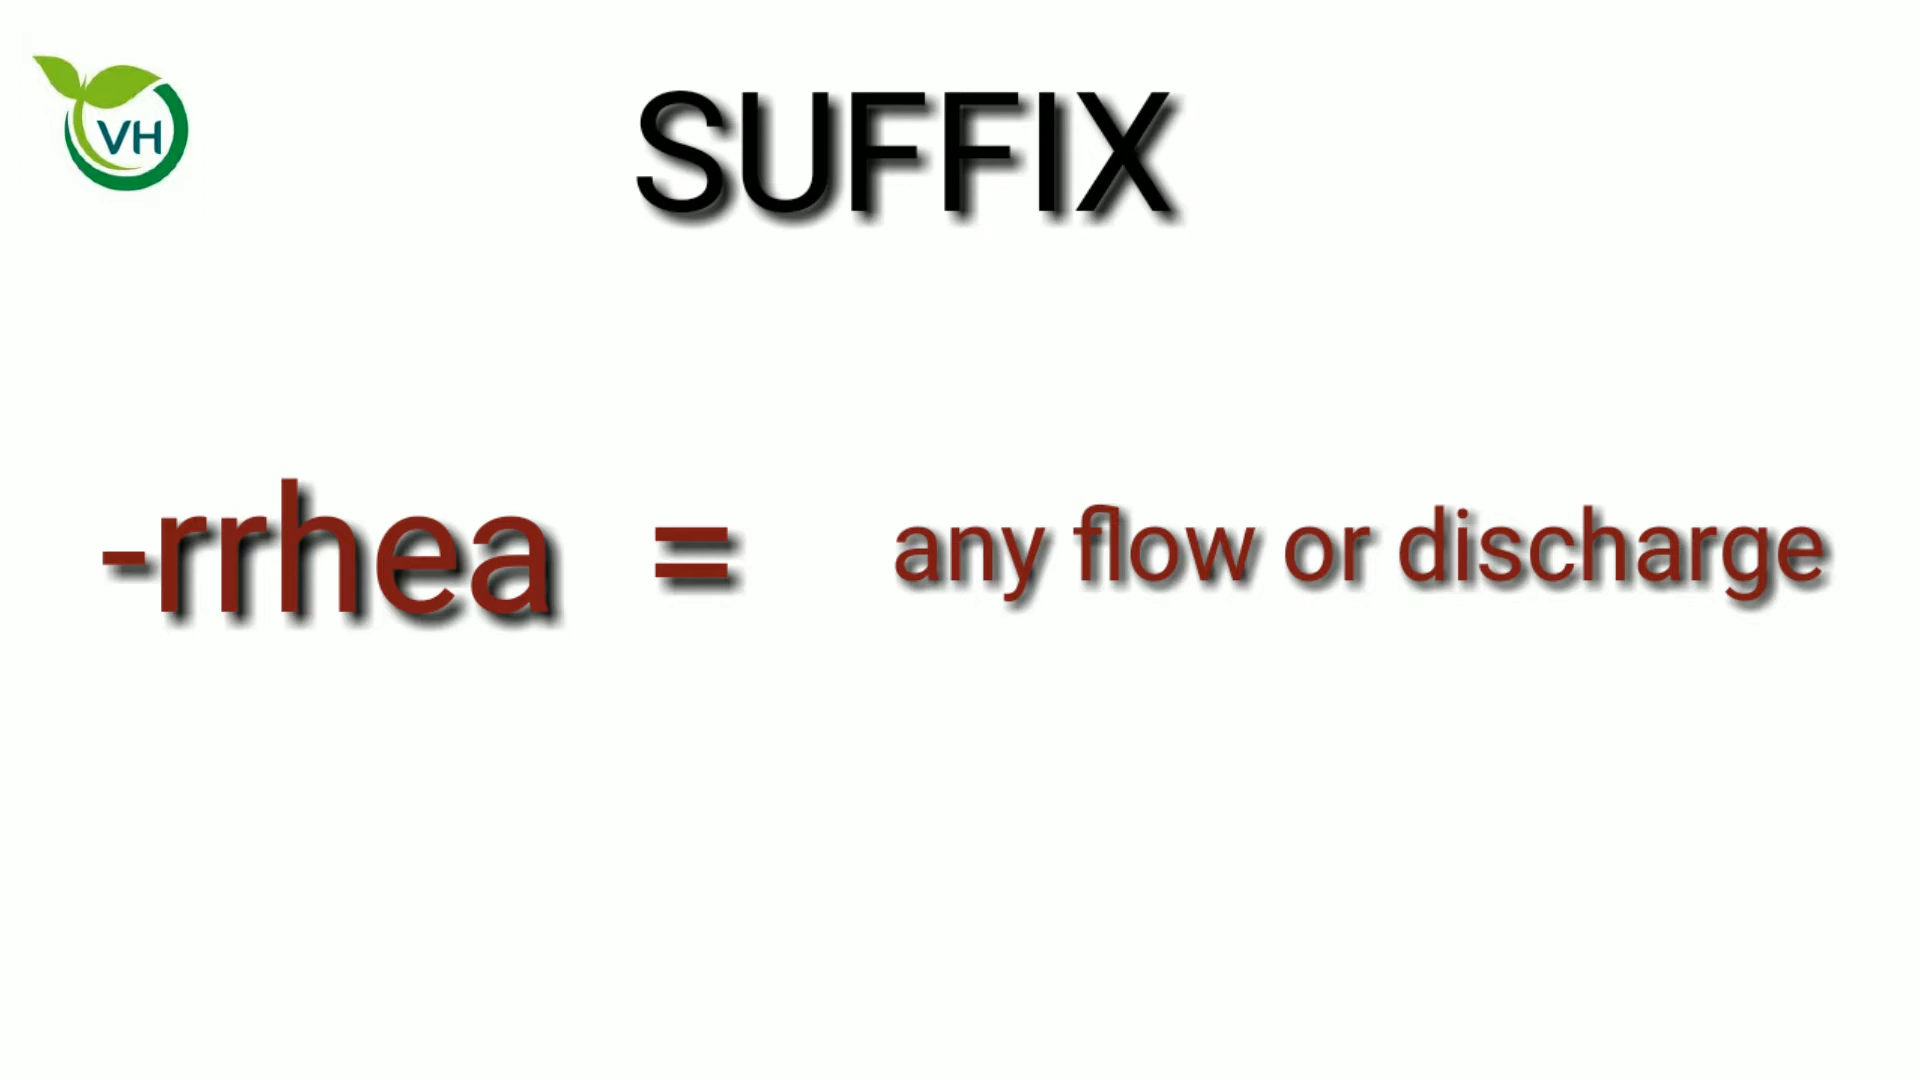 VH
SUFFIX
-rrhea = any flow or discharge